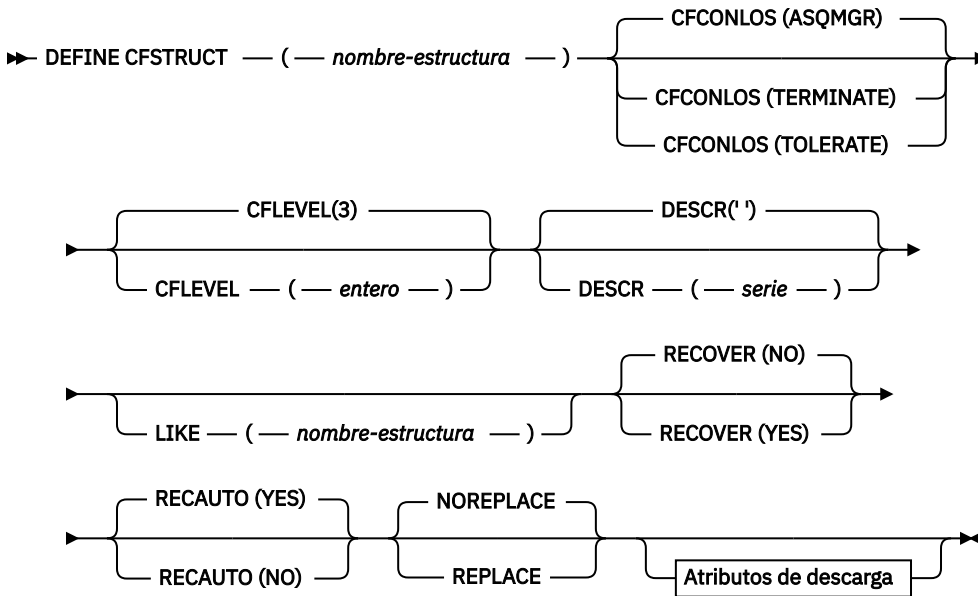 CFCONLOS (ASQMGR)
DEFINE CFSTRUCT ( nombre-estructura )
CFCONLOS (TERMINATE)
CFCONLOS (TOLERATE)
CFLEVEL(3) DESCR(' ')
CFLEVEL ( entero ) DESCR ( serie )
RECOVER (NO)
LIKE ( nombre-estructura ) RECOVER (YES)
RECAUTO (YES) NOREPLACE
RECAUTO (NO) REPLACE Atributos de descarga